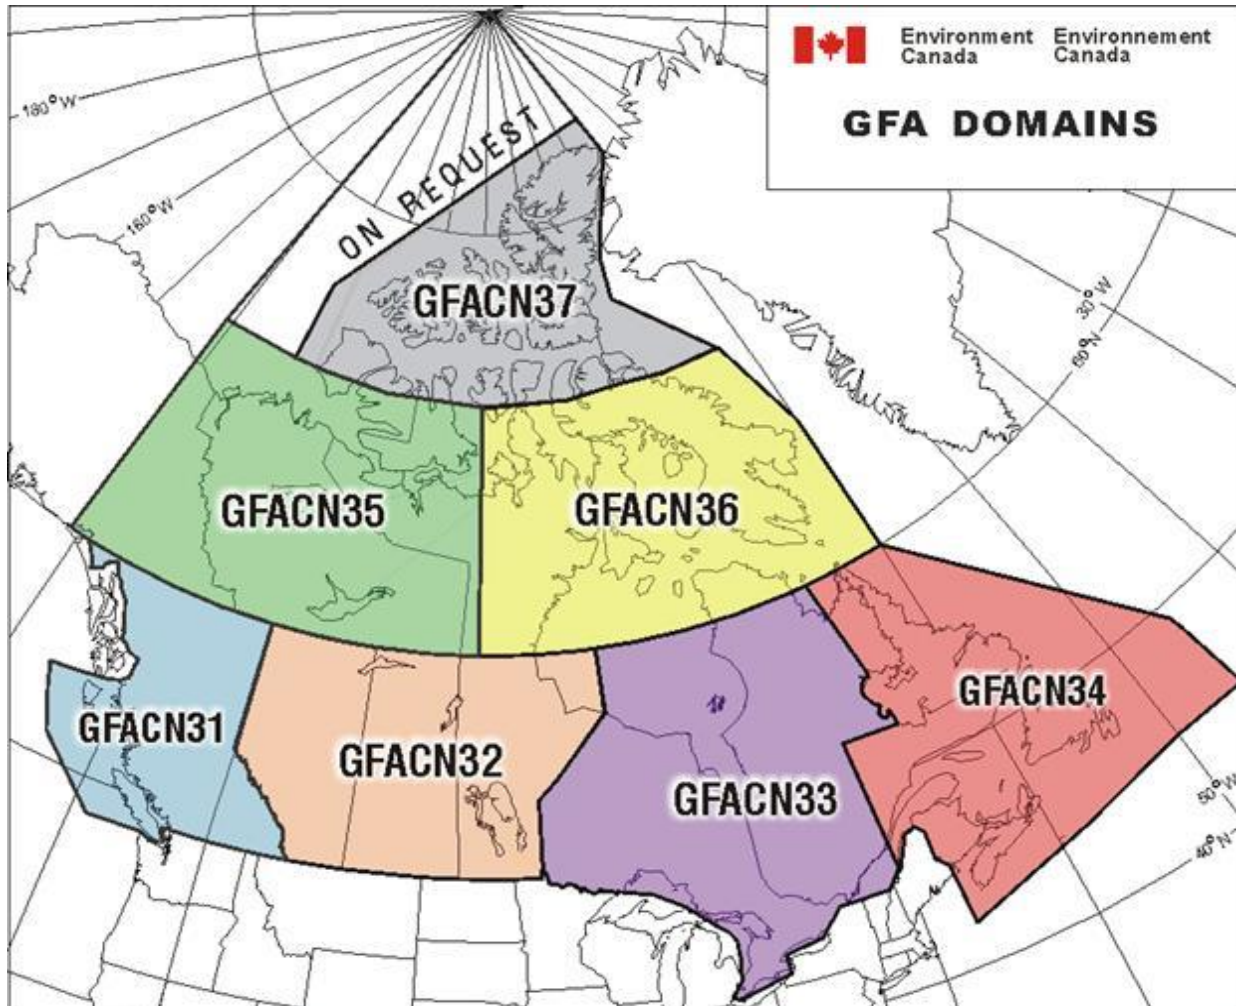 Environment Environnement
Canada Canada
GFA DOMAINS
180°W
160°W
ON REQUEST
30°W
60°N
GFACN37
GFACN35
GFACN36
GFACN34
GFACN31
GFACN32
GFACN33
50°W
40°N